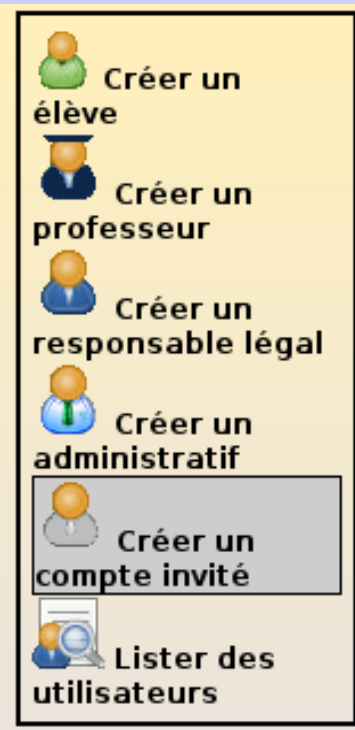 Créer un
élève
Créer un
professeur
Créer un
responsable légal
Créer un
administratif
Créer un
compte invité
Lister des
utilisateurs